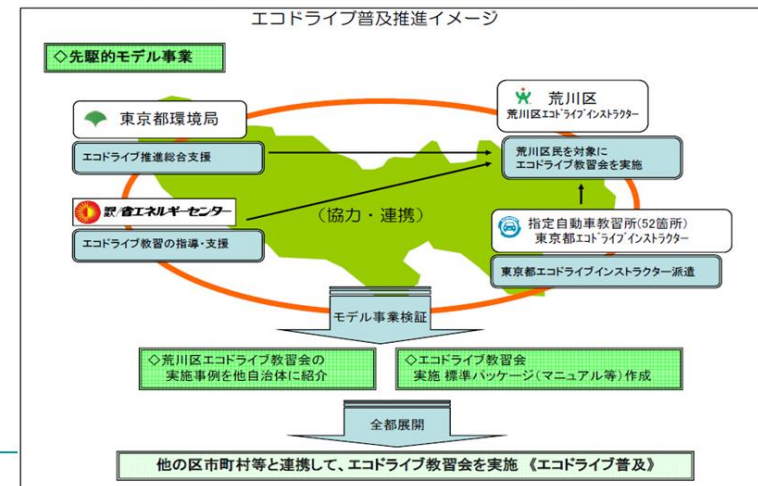 エコドライブ普及推進イメージ
◇先駆的モデル事業
東京都環境局
エコドライブ推進総合支援
荒川区
荒川区エコドライブインストラクター
荒川区民を対象に
エコドライブ教習会を実施
省エネルギーセンター
エコドライブ教習の指導・支援
（協力・連携）
指定自動車教習所(52箇所)
東京都エコドライブインストラクター
東京都エコドライブインストラクター派遣
モデル事業検証
◇荒川区エコドライブ教習会の
実施事例を他自治体に紹介
◇エコドライブ教習会
実施 標準パッケージ（マニュアル等）作成
全都展開
他の区市町村等と連携して、エコドライブ教習会を実施 《エコドライブ普及》